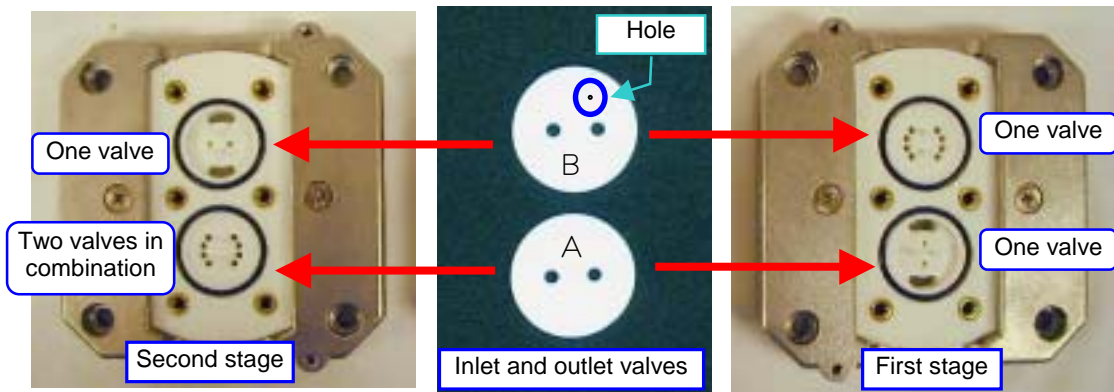 Hole
One valve
B
One valve
Two valves in
combination
A
One valve
Second stage
Inlet and outlet valves
First stage